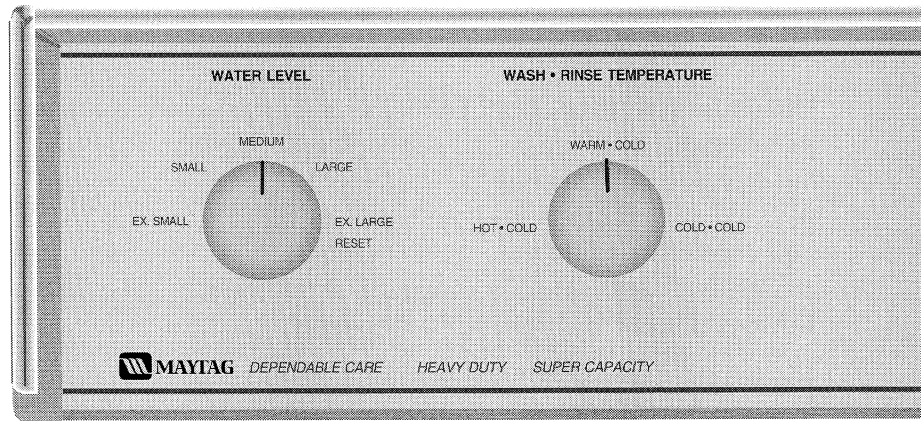 WATER LEVEL
WASH • RINSE TEMPERATURE
MEDIUM
SMALL
LARGE
EX. SMALL
EX. LARGE
RESET
WARM • COLD
HOT • COLD
COLD • COLD
MAYTAG DEPENDABLE CARE HEAVY DUTY SUPER CAPACITY